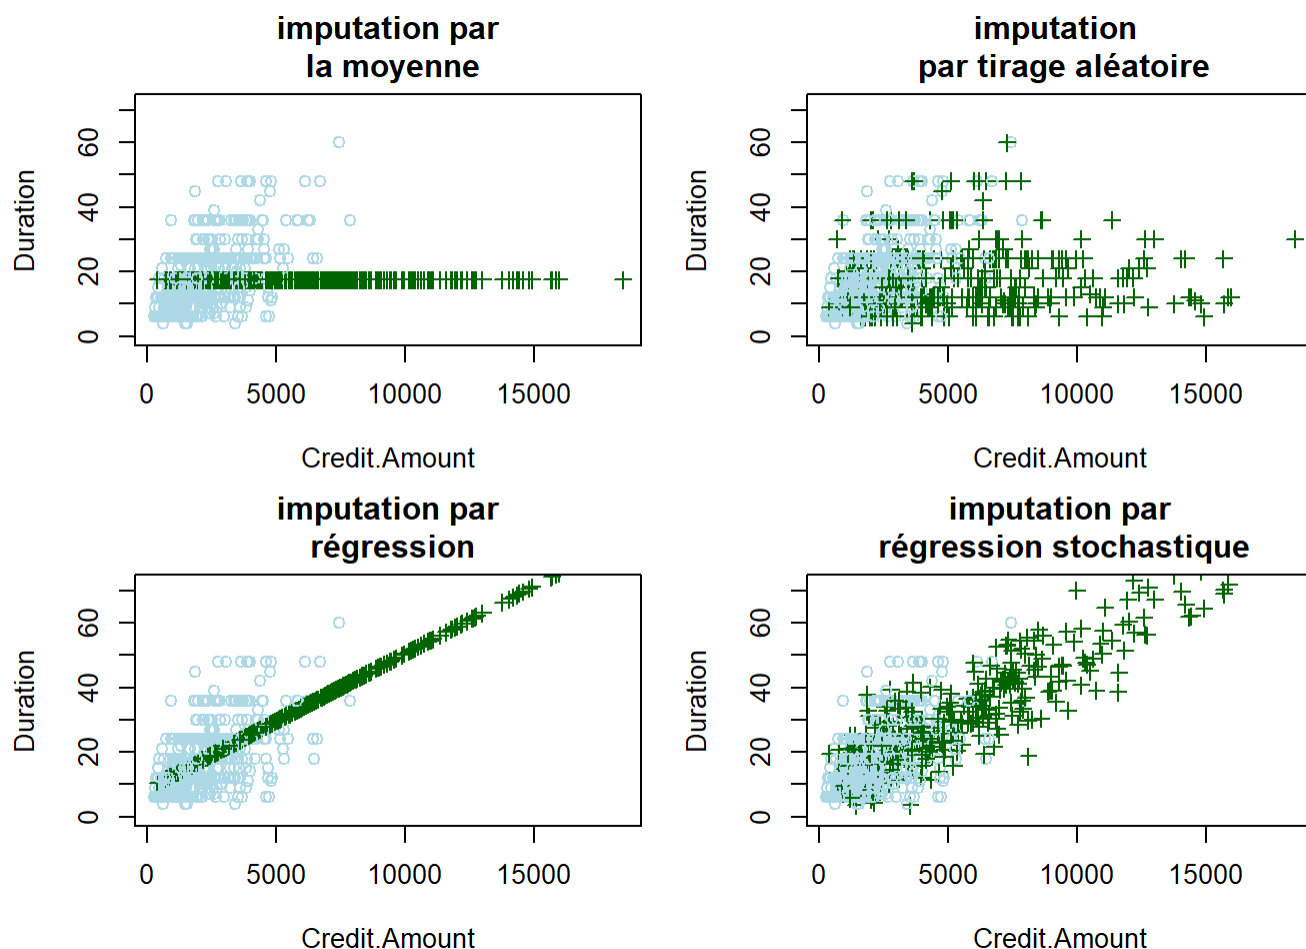 imputation par
la moyenne
Duration
0
20
40
60
0
5000
10000
15000
Credit.Amount
imputation
par tirage aléatoire
Duration
0
20
40
60
0
5000
10000
15000
Credit.Amount
imputation par
régression
Duration
0
20
40
60
0
5000
10000
15000
Credit.Amount
imputation par
régression stochastique
Duration
0
20
40
60
0
5000
10000
15000
Credit.Amount